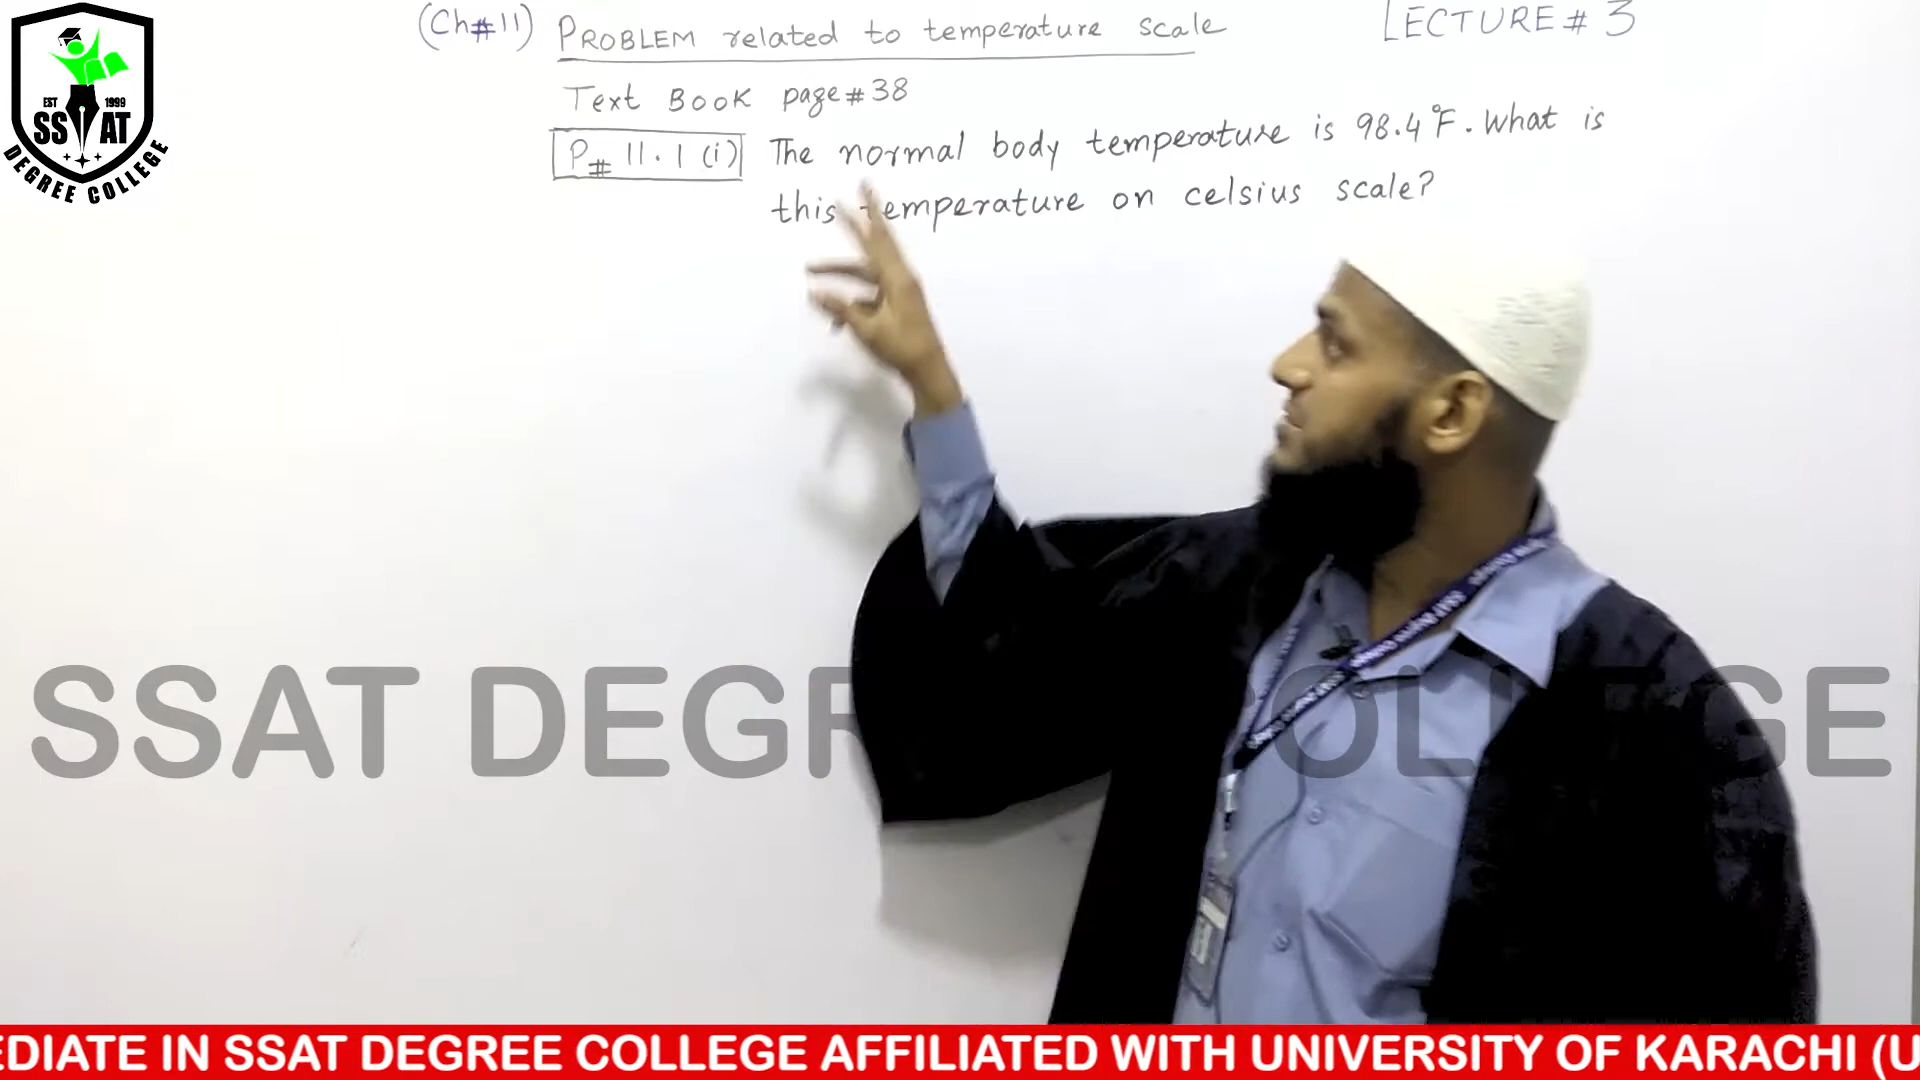 (Ch#11) PROBLEM related to temperature scale
LECTURE # 3
Text BOOK page#38
P# 11.1 (i) The normal body temperature is 98.4°F. What is
this temperature on celsius scale?
EST 1999
SSAT
DEGREE COLLEGE
SSAT DEGR COLLEGE
EDIATE IN SSAT DEGREE COLLEGE AFFILIATED WITH UNIVERSITY OF KARACHI (U